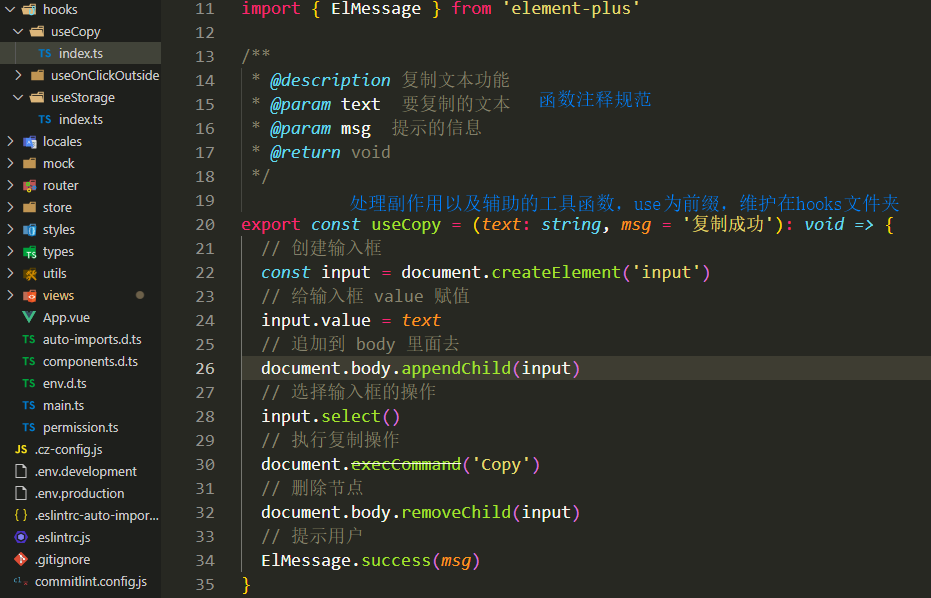 hooks
useCopy
TS index.ts
useOnClickOutside
useStorage
TS index.ts
locales
mock
router
store
styles
types
utils
views
App.vue
TS auto-imports.d.ts
TS components.d.ts
TS env.d.ts
TS main.ts
TS permission.ts
JS .cz-config.js
.env.development
.env.production
{ } .eslintrc-auto-impor...
.eslintrc.js
.gitignore
commitlint.config.js
11 import { ElMessage } from 'element-plus'
12
13 /**
14 * @description 复制文本功能
15 * @param text 要复制的文本 函数注释规范
16 * @param msg 提示的信息
17 * @return void
18 */
19 处理副作用以及辅助的工具函数，use为前缀，维护在hooks文件夹
20 export const useCopy = (text: string, msg = '复制成功'): void => {
21 // 创建输入框
22 const input = document.createElement('input')
23 // 给输入框 value 赋值
24 input.value = text
25 // 追加到 body 里面去
26 document.body.appendChild(input)
27 // 选择输入框的操作
28 input.select()
29 // 执行复制操作
30 document.execCommand('Copy')
31 // 删除节点
32 document.body.removeChild(input)
33 // 提示用户
34 ElMessage.success(msg)
35 }